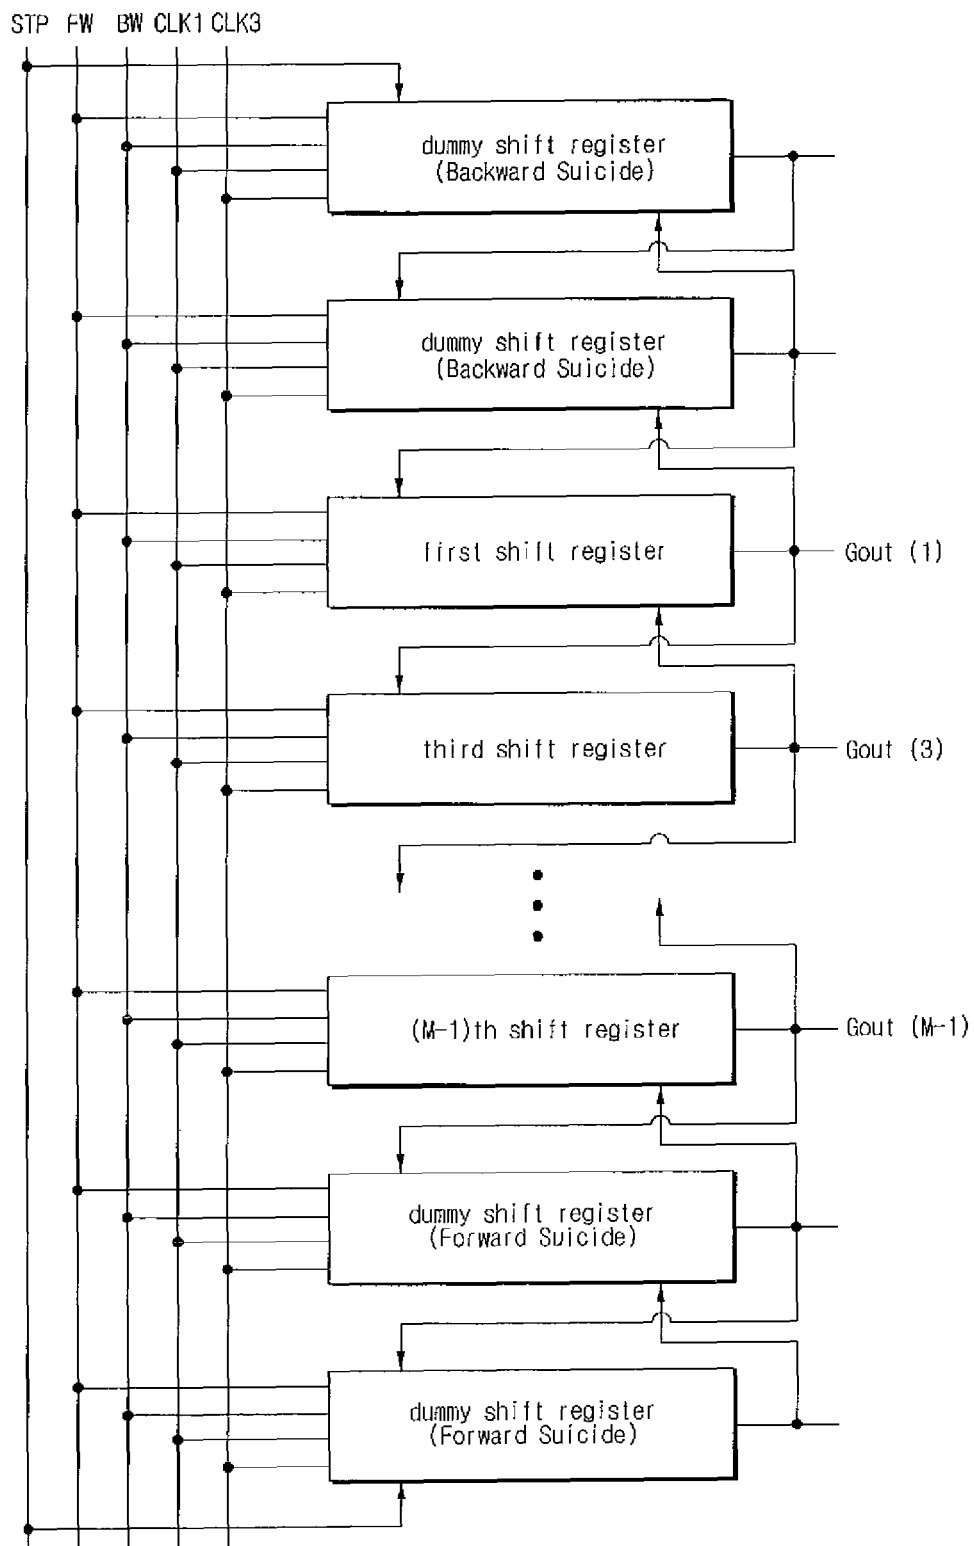 STP FW BW CLK1 CLK3
dummy shift register
(Backward Suicide)
dummy shift register
(Backward Suicide)
first shift register
Gout (1)
third shift register
Gout (3)
(M-1)th shift register
Gout (M-1)
dummy shift register
(Forward Suicide)
dummy shift register
(Forward Suicide)